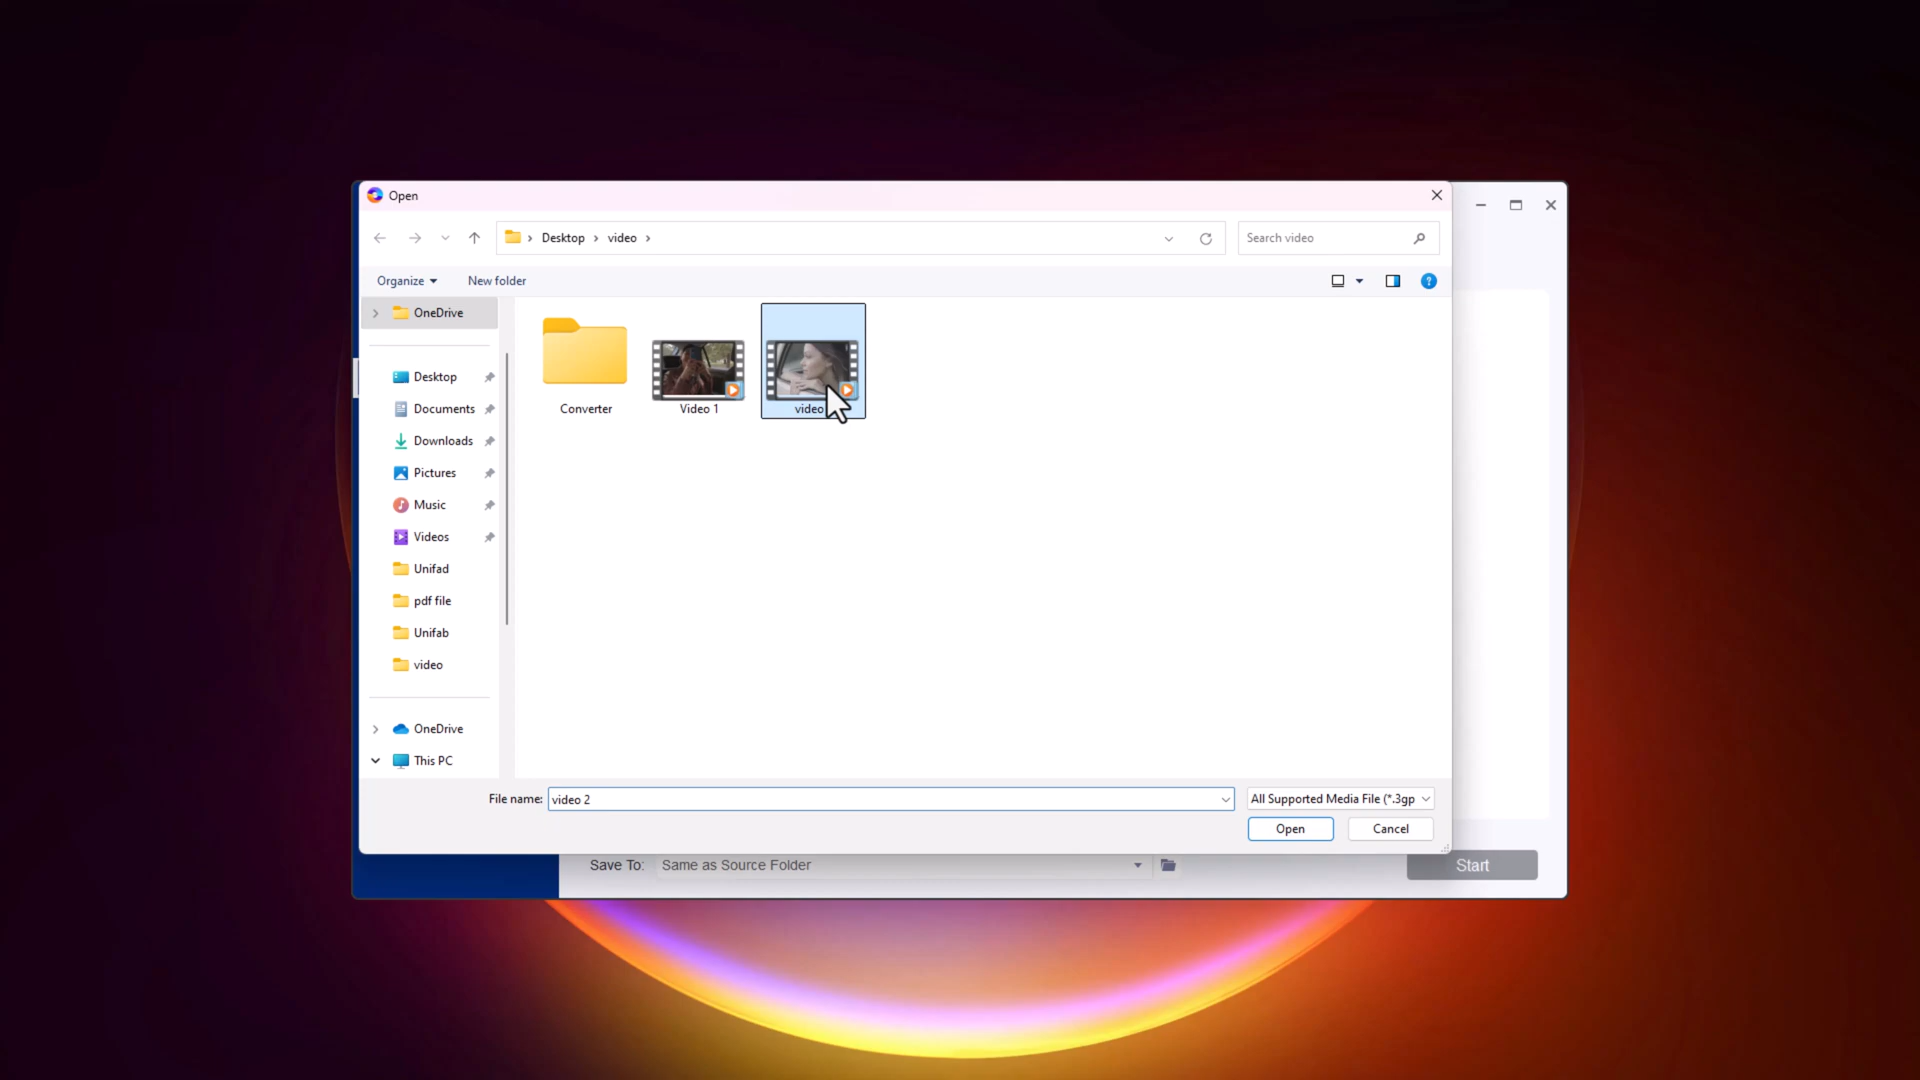 Open
Desktop
video
Search video
Organize
New folder
OneDrive
Desktop
Documents
Downloads
Pictures
Music
Videos
Unifad
pdf file
Unifab
video
OneDrive
This PC
Converter
Video 1
video
File name:
video 2
All Supported Media File (*.3gp
Open
Cancel
Save To:
Same as Source Folder
Start